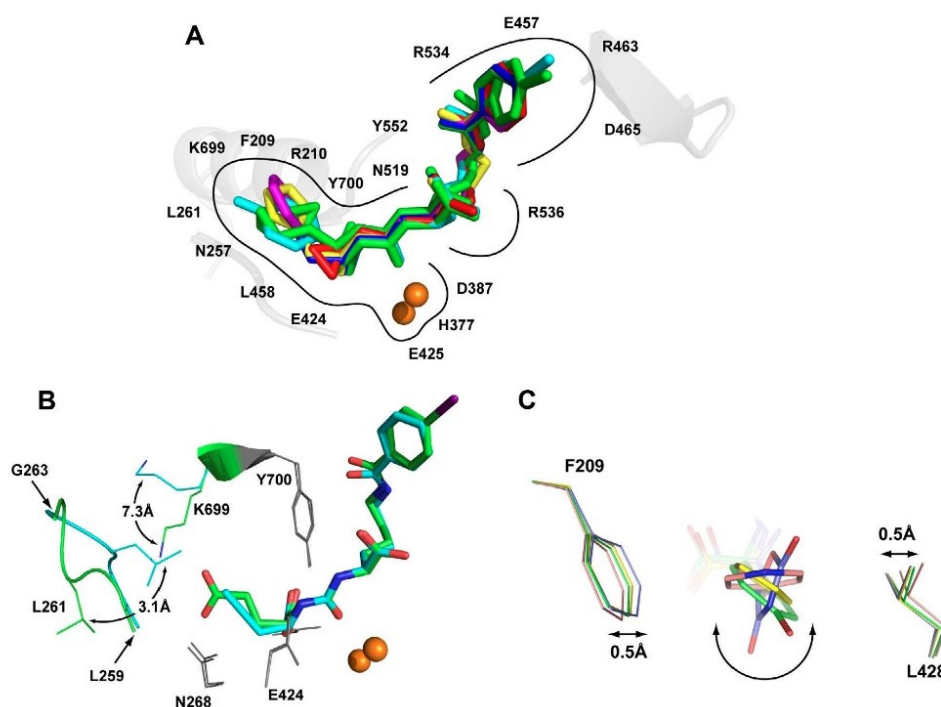 A
E457
R534
R463
D465
Y552
K699
F209
R210
Y700
N519
L261
R536
N257
L458
D387
E424
H377
E425
B
C
G263
Y700
F209
7.3Å
K699
0.5Å
L261
3.1Å
0.5Å
L259
N268
E424
L428